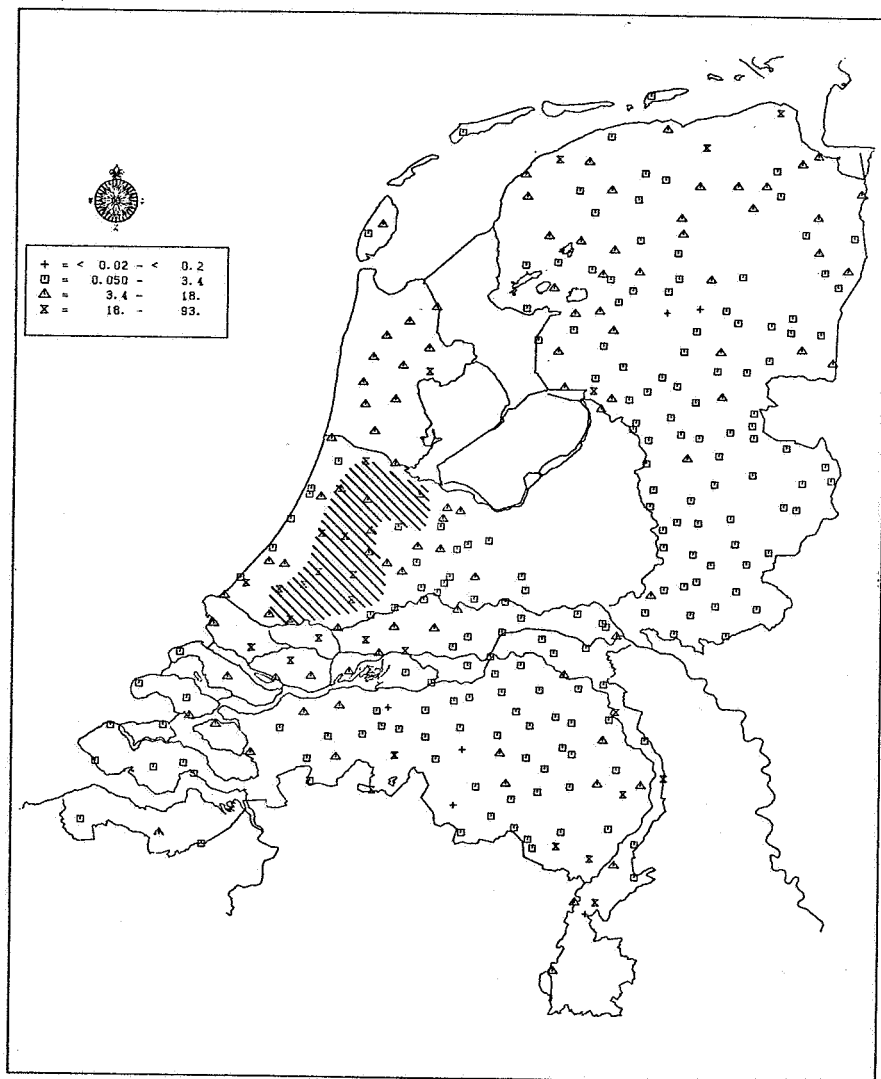 + = < 0.02 - < 0.2
⊡ = 0.050 - 3.4
△ = 3.4 - 18.
⧖ = 18. - 93.